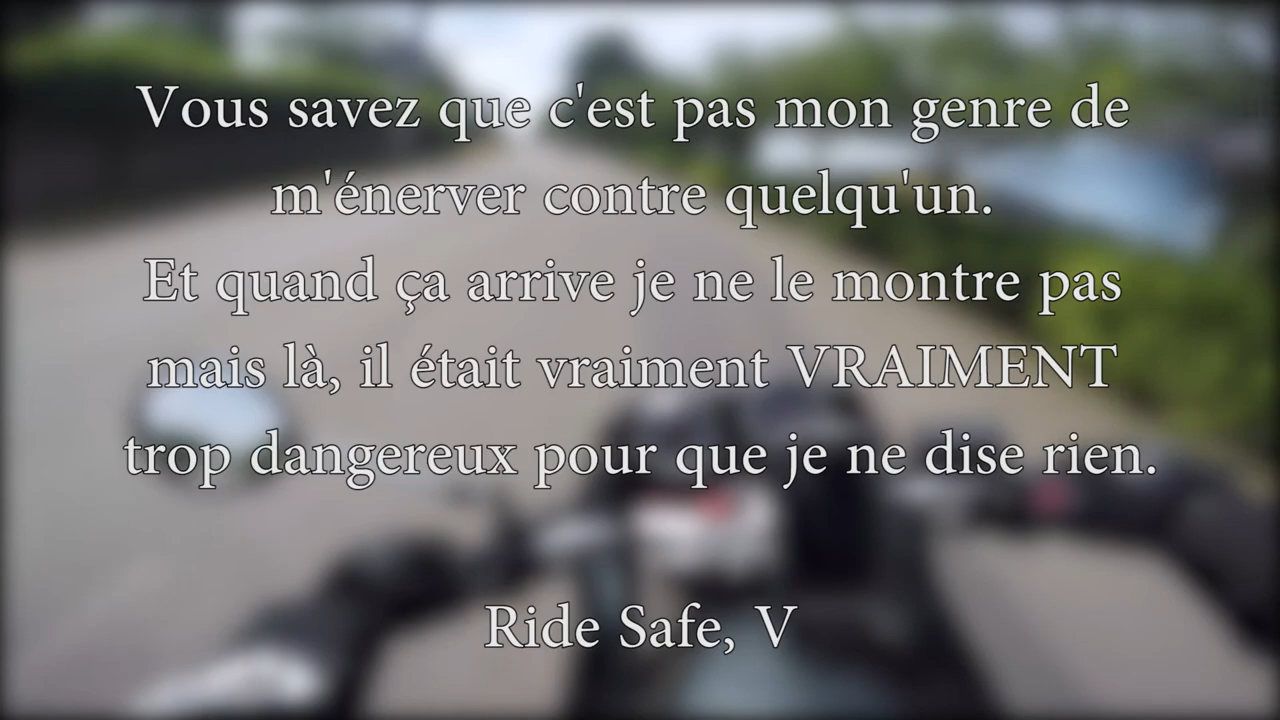 Vous savez que c'est pas mon genre de
m'énerver contre quelqu'un.
Et quand ça arrive je ne le montre pas
mais là, il était vraiment VRAIMENT
trop dangereux pour que je ne dise rien.
Ride Safe, V